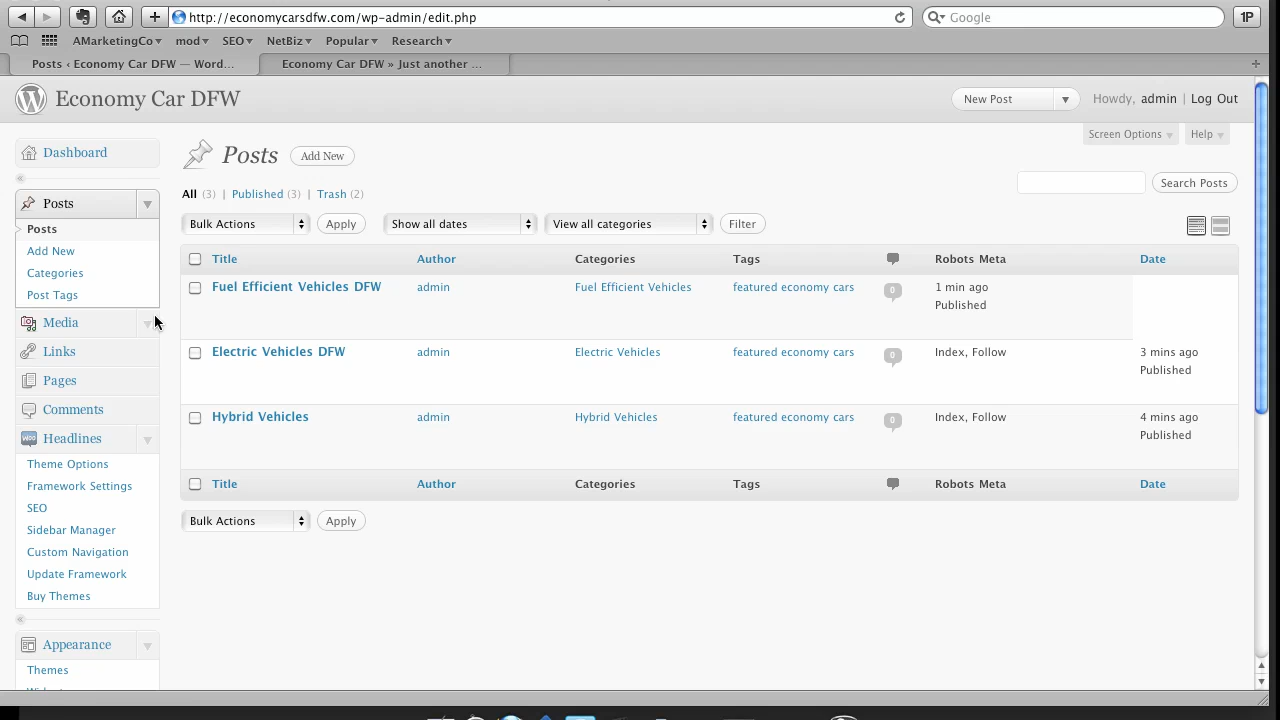 http://economycarsdfw.com/wp-admin/edit.php
Google
1P
AMarketingCo mod SEO NetBiz Popular Research
Posts ‹ Economy Car DFW — Word...
Economy Car DFW » Just another ...
Economy Car DFW
New Post
Howdy, admin | Log Out
Screen Options
Help
Dashboard
Posts
Posts
Add New
Categories
Post Tags
Media
Links
Pages
Comments
Headlines
Theme Options
Framework Settings
SEO
Sidebar Manager
Custom Navigation
Update Framework
Buy Themes
Appearance
Themes
Posts Add New
All (3) | Published (3) | Trash (2)
Search Posts
Bulk Actions Apply Show all dates View all categories Filter
Title Author Categories Tags Robots Meta Date
Fuel Efficient Vehicles DFW admin Fuel Efficient Vehicles featured economy cars 0 1 min ago
Published
Electric Vehicles DFW admin Electric Vehicles featured economy cars 0 Index, Follow 3 mins ago
Published
Hybrid Vehicles admin Hybrid Vehicles featured economy cars 0 Index, Follow 4 mins ago
Published
Title Author Categories Tags Robots Meta Date
Bulk Actions Apply